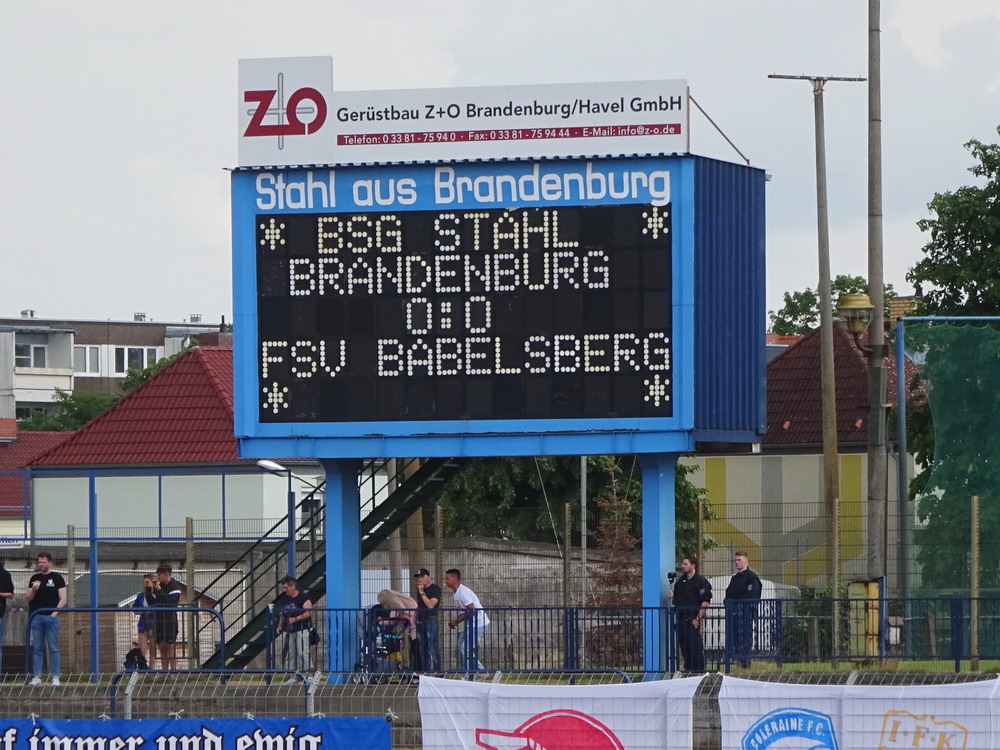 Z+O
Gerüstbau Z+O Brandenburg/Havel GmbH
Telefon: 0 33 81 - 75 94 0 · Fax: 0 33 81 - 75 94 44 · E-Mail: info@z-o.de
Stahl aus Brandenburg
* BSG STAHL *
BRANDENBURG
0:0
FSV BABELSBERG
* *
immer und ewig
COLERAINE F.C.
I·F·K